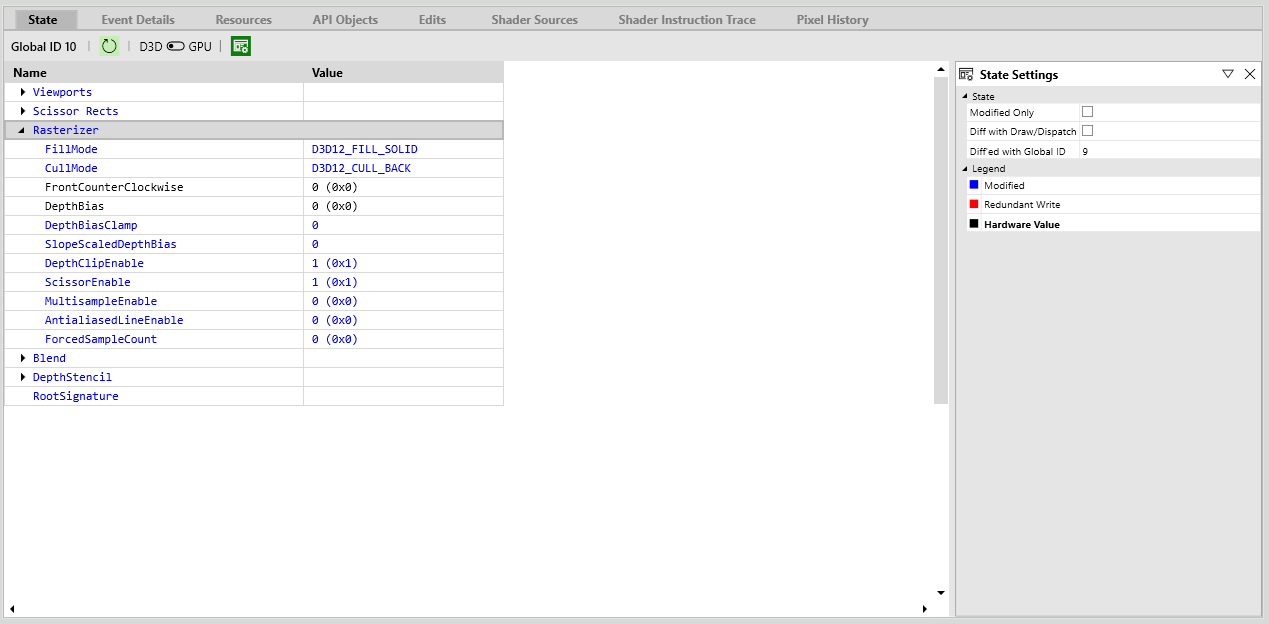 State Event Details Resources API Objects Edits Shader Sources Shader Instruction Trace Pixel History
Global ID 10 D3D GPU
Name Value
Viewports
Scissor Rects
Rasterizer
FillMode D3D12_FILL_SOLID
CullMode D3D12_CULL_BACK
FrontCounterClockwise 0 (0x0)
DepthBias 0 (0x0)
DepthBiasClamp 0
SlopeScaledDepthBias 0
DepthClipEnable 1 (0x1)
ScissorEnable 1 (0x1)
MultisampleEnable 0 (0x0)
AntialiasedLineEnable 0 (0x0)
ForcedSampleCount 0 (0x0)
Blend
DepthStencil
RootSignature
State Settings
State
Modified Only
Diff with Draw/Dispatch
Diff'ed with Global ID 9
Legend
Modified
Redundant Write
Hardware Value